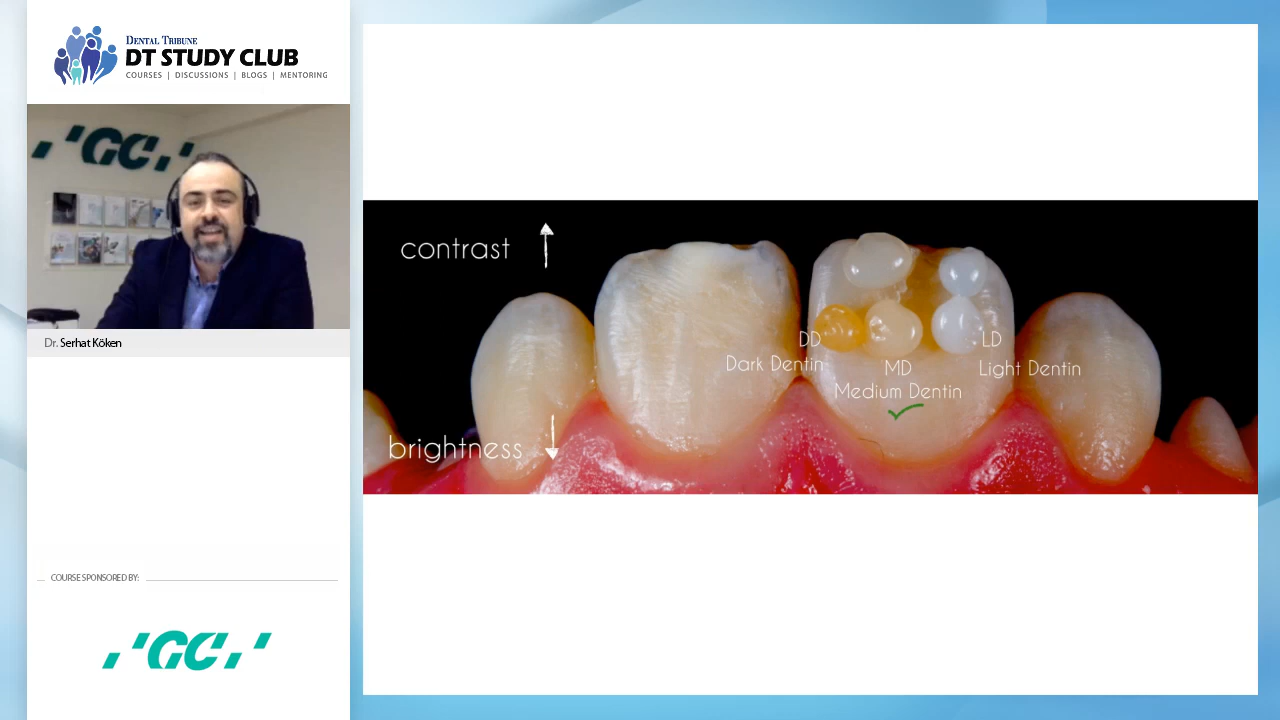 DENTAL TRIBUNE
DT STUDY CLUB
COURSES | DISCUSSIONS | BLOGS | MENTORING
GC
Dr. Serhat Köken
COURSE SPONSORED BY:
GC
contrast
brightness
DD
Dark Dentin
MD
Medium Dentin
LD
Light Dentin